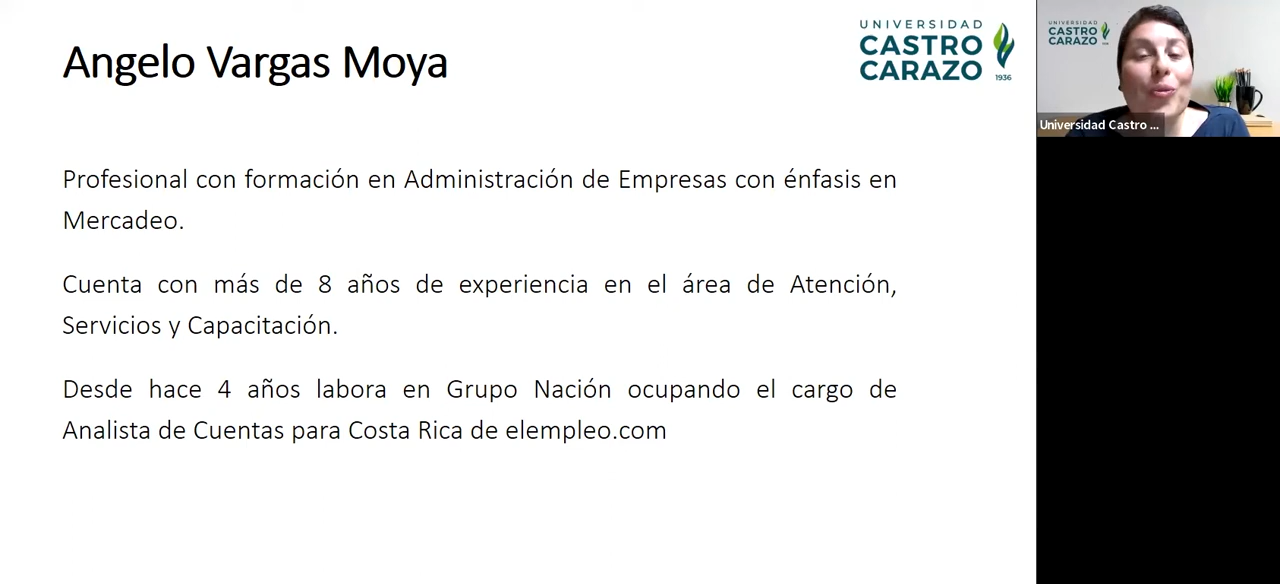 Angelo Vargas Moya
UNIVERSIDAD
CASTRO
CARAZO
1936
Profesional con formación en Administración de Empresas con énfasis en
Mercadeo.
Cuenta con más de 8 años de experiencia en el área de Atención,
Servicios y Capacitación.
Desde hace 4 años labora en Grupo Nación ocupando el cargo de
Analista de Cuentas para Costa Rica de elempleo.com
UNIVERSIDAD
CASTRO
CARAZO
Universidad Castro ...